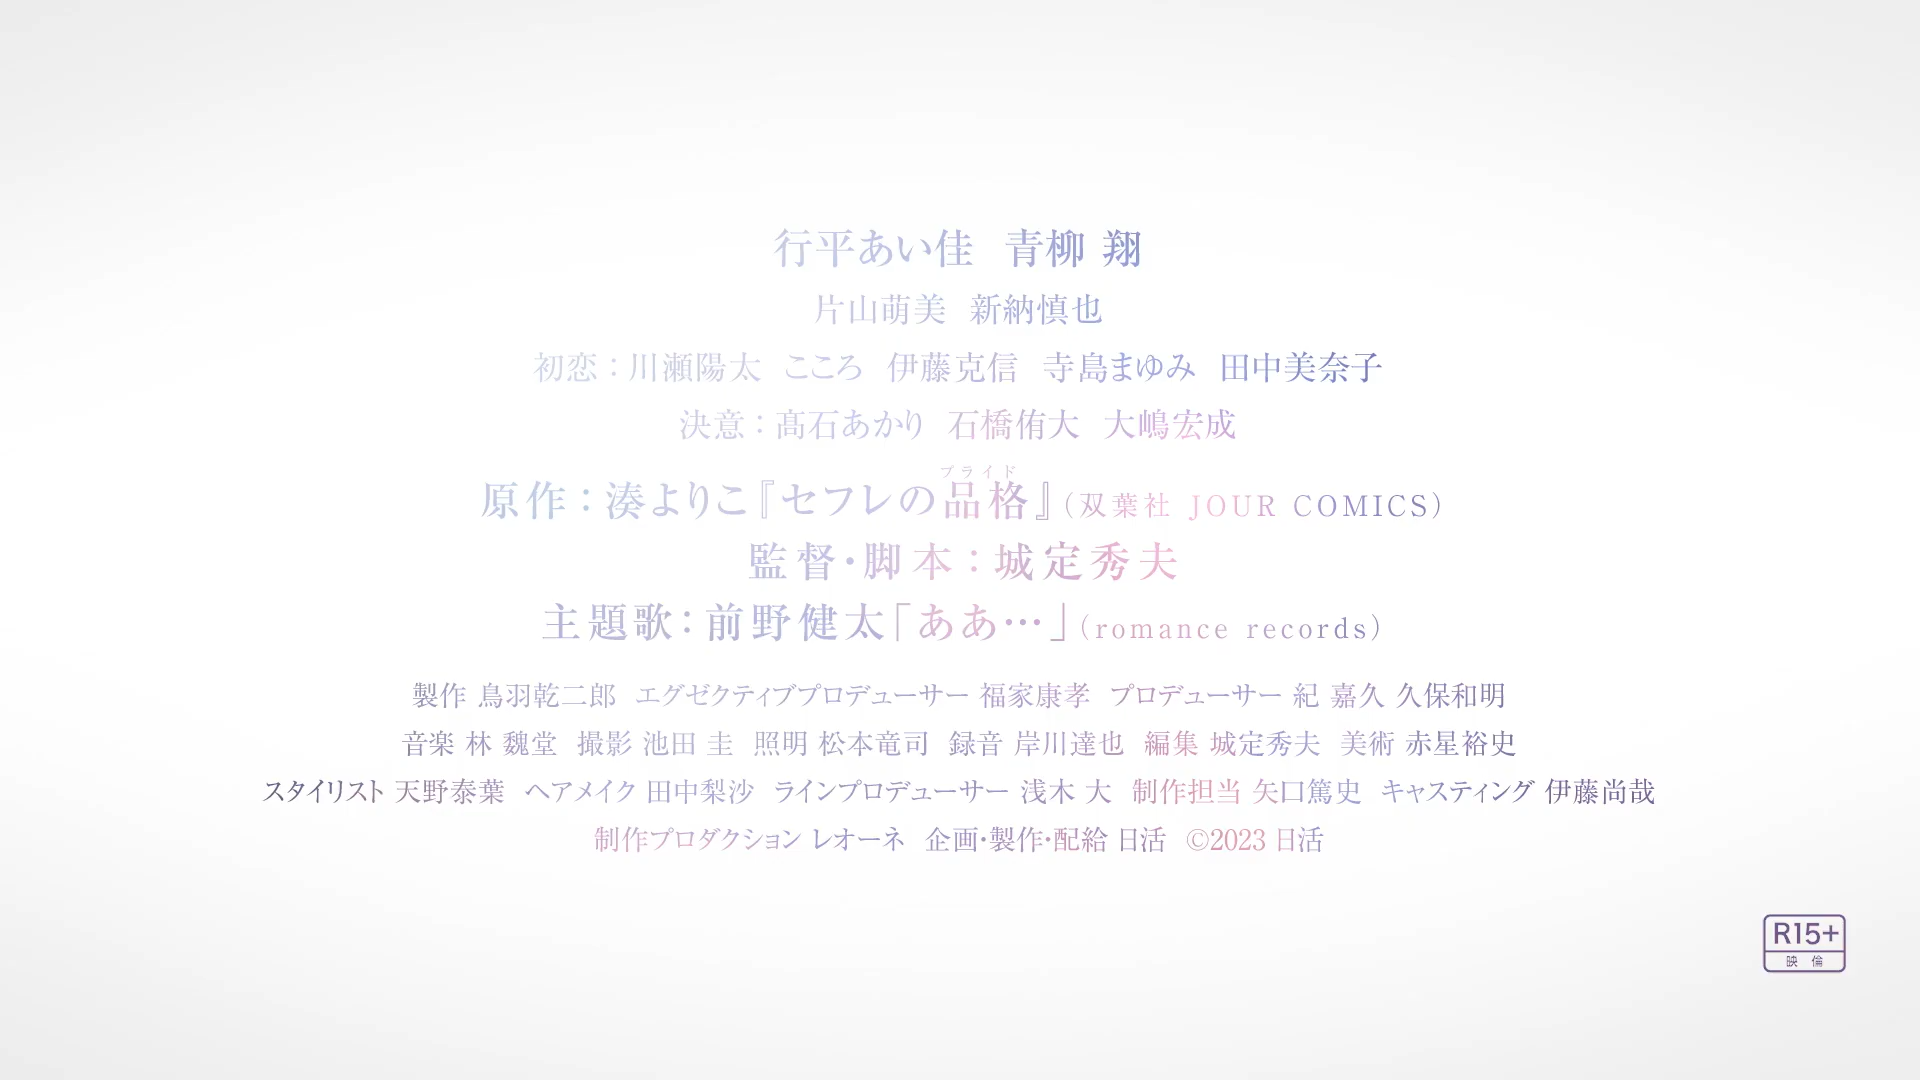 行平あい佳 青柳 翔
片山萌美 新納慎也
初恋：川瀬陽太 こころ 伊藤克信 寺島まゆみ 田中美奈子
決意：髙石あかり 石橋侑大 大嶋宏成
プライド
原作：湊よりこ『セフレの品格』（双葉社 JOUR COMICS）
監督・脚本：城定秀夫
主題歌：前野健太「ああ…」（romance records）
製作 鳥羽乾二郎 エグゼクティブプロデューサー 福家康孝 プロデューサー 紀 嘉久 久保和明
音楽 林 魏堂 撮影 池田 圭 照明 松本竜司 録音 岸川達也 編集 城定秀夫 美術 赤星裕史
スタイリスト 天野泰葉 ヘアメイク 田中梨沙 ラインプロデューサー 浅木 大 制作担当 矢口篤史 キャスティング 伊藤尚哉
制作プロダクション レオーネ 企画・製作・配給 日活 ©2023 日活
R15+
映倫